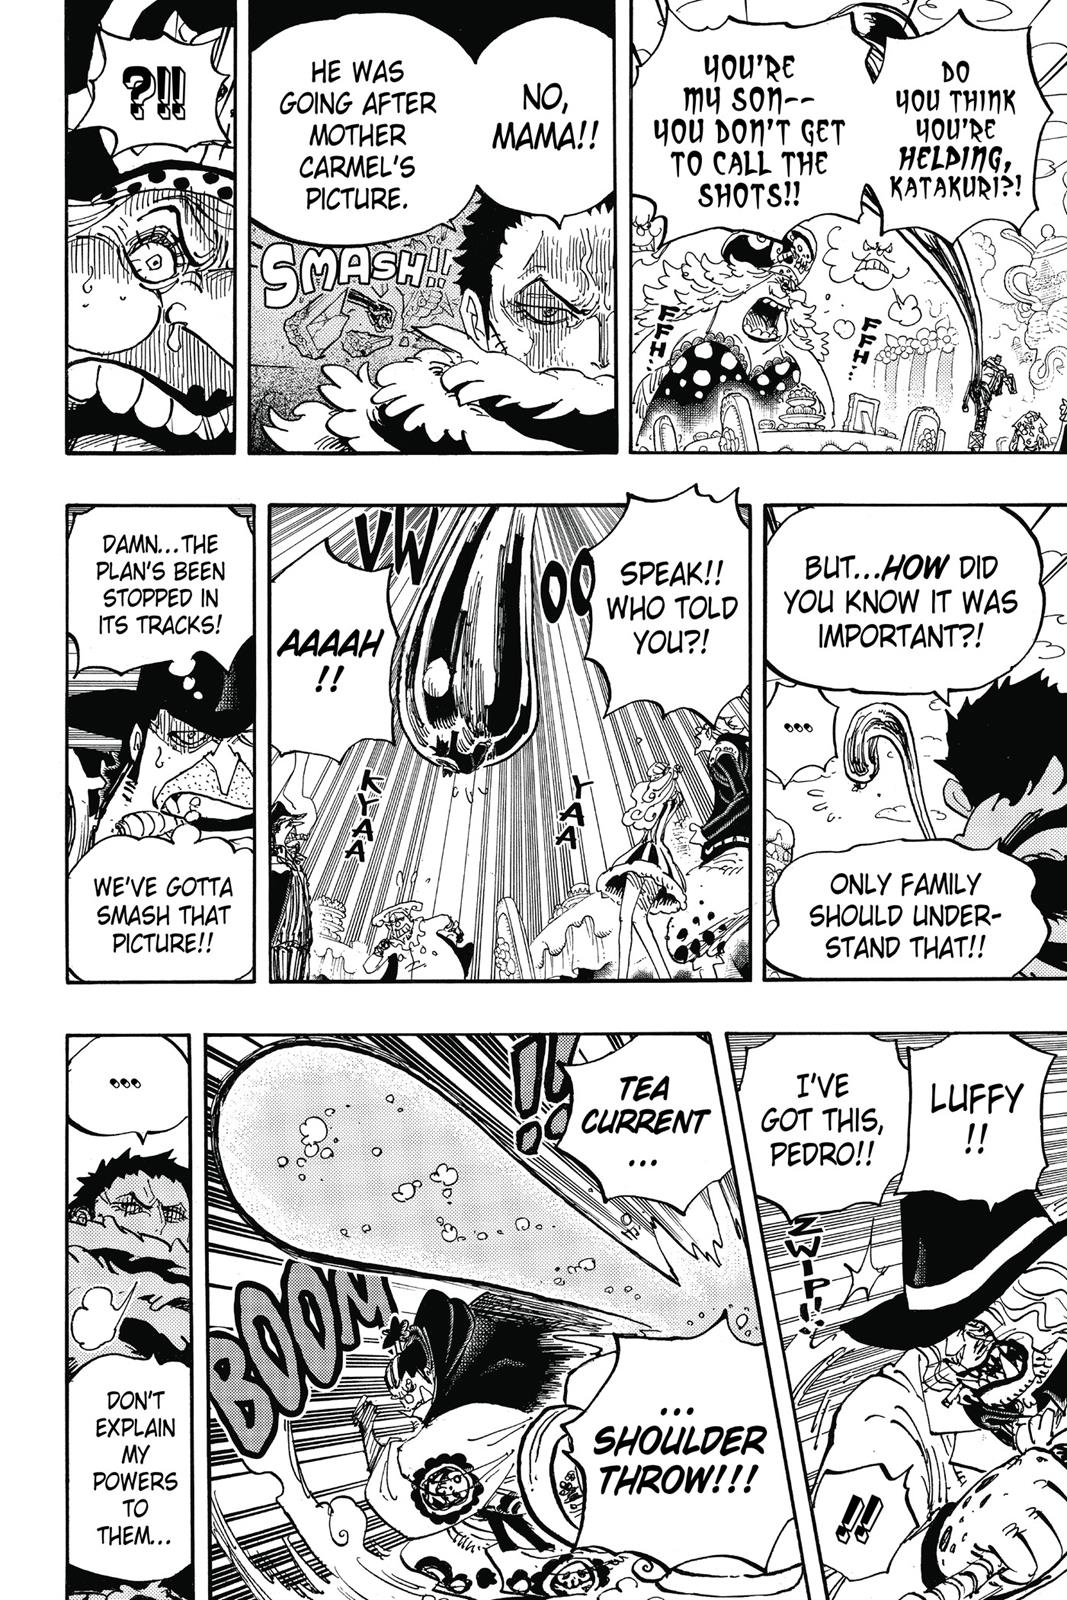 DO
YOU THINK
YOU'RE
HELPING,
KATAKURI?!
YOU'RE
MY SON--
YOU DON'T GET
TO CALL THE
SHOTS!!
FFH...
FFH...
NO,
MAMA!!
HE WAS
GOING AFTER
MOTHER
CARMEL'S
PICTURE.
SMASH!!
?!!
BUT...HOW DID
YOU KNOW IT WAS
IMPORTANT?!
...
ONLY FAMILY
SHOULD UNDER-
STAND THAT!!
SPEAK!!
WHO TOLD
YOU?!
VWOO
AAAAH
!!
YAA
KYAA
DAMN...THE
PLAN'S BEEN
STOPPED IN
ITS TRACKS!
WE'VE GOTTA
SMASH THAT
PICTURE!!
LUFFY
!!
I'VE
GOT THIS,
PEDRO!!
ZWIP!!
!!
TEA
CURRENT
...
!!
...
SHOULDER
THROW!!!
BOOM
...
DON'T
EXPLAIN
MY
POWERS
TO
THEM...